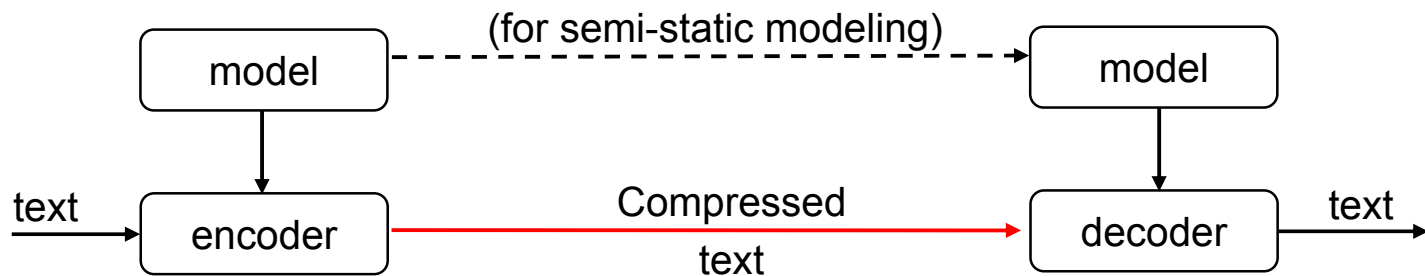 (for semi-static modeling)
model
model
text
encoder
Compressed
text
decoder
text